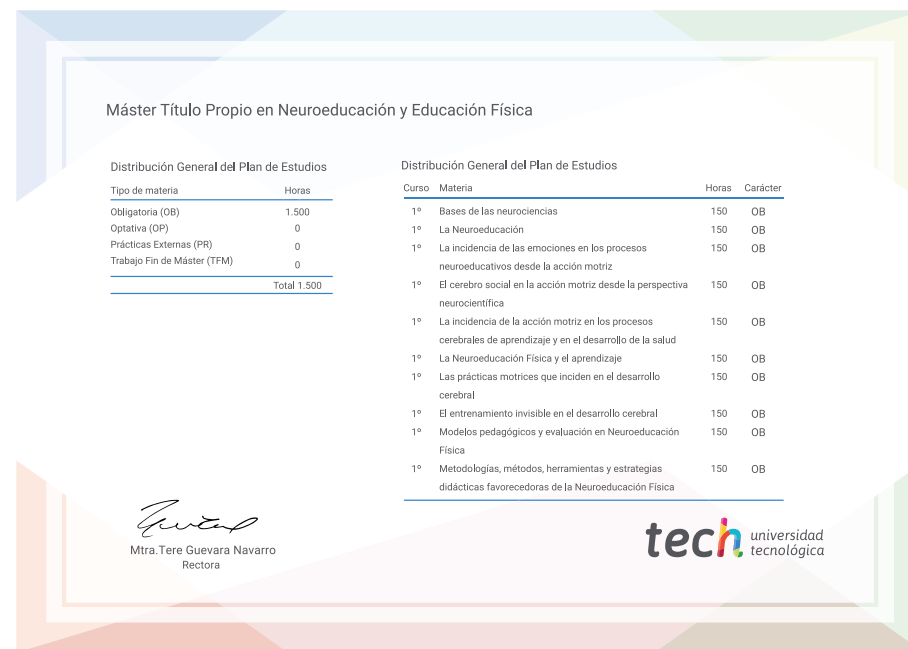 Máster Título Propio en Neuroeducación y Educación Física
Distribución General del Plan de Estudios
Tipo de materia Horas
Obligatoria (OB) 1.500
Optativa (OP) 0
Prácticas Externas (PR) 0
Trabajo Fin de Máster (TFM) 0
Total 1.500
Distribución General del Plan de Estudios
Curso Materia Horas Carácter
1º Bases de las neurociencias 150 OB
1º La Neuroeducación 150 OB
1º La incidencia de las emociones en los procesos 150 OB
neuroeducativos desde la acción motriz
1º El cerebro social en la acción motriz desde la perspectiva 150 OB
neurocientífica
1º La incidencia de la acción motriz en los procesos 150 OB
cerebrales de aprendizaje y en el desarrollo de la salud
1º La Neuroeducación Física y el aprendizaje 150 OB
1º Las prácticas motrices que inciden en el desarrollo 150 OB
cerebral
1º El entrenamiento invisible en el desarrollo cerebral 150 OB
1º Modelos pedagógicos y evaluación en Neuroeducación 150 OB
Física
1º Metodologías, métodos, herramientas y estrategias 150 OB
didácticas favorecedoras de la Neuroeducación Física
Mtra.Tere Guevara Navarro
Rectora
tech universidad
tecnológica